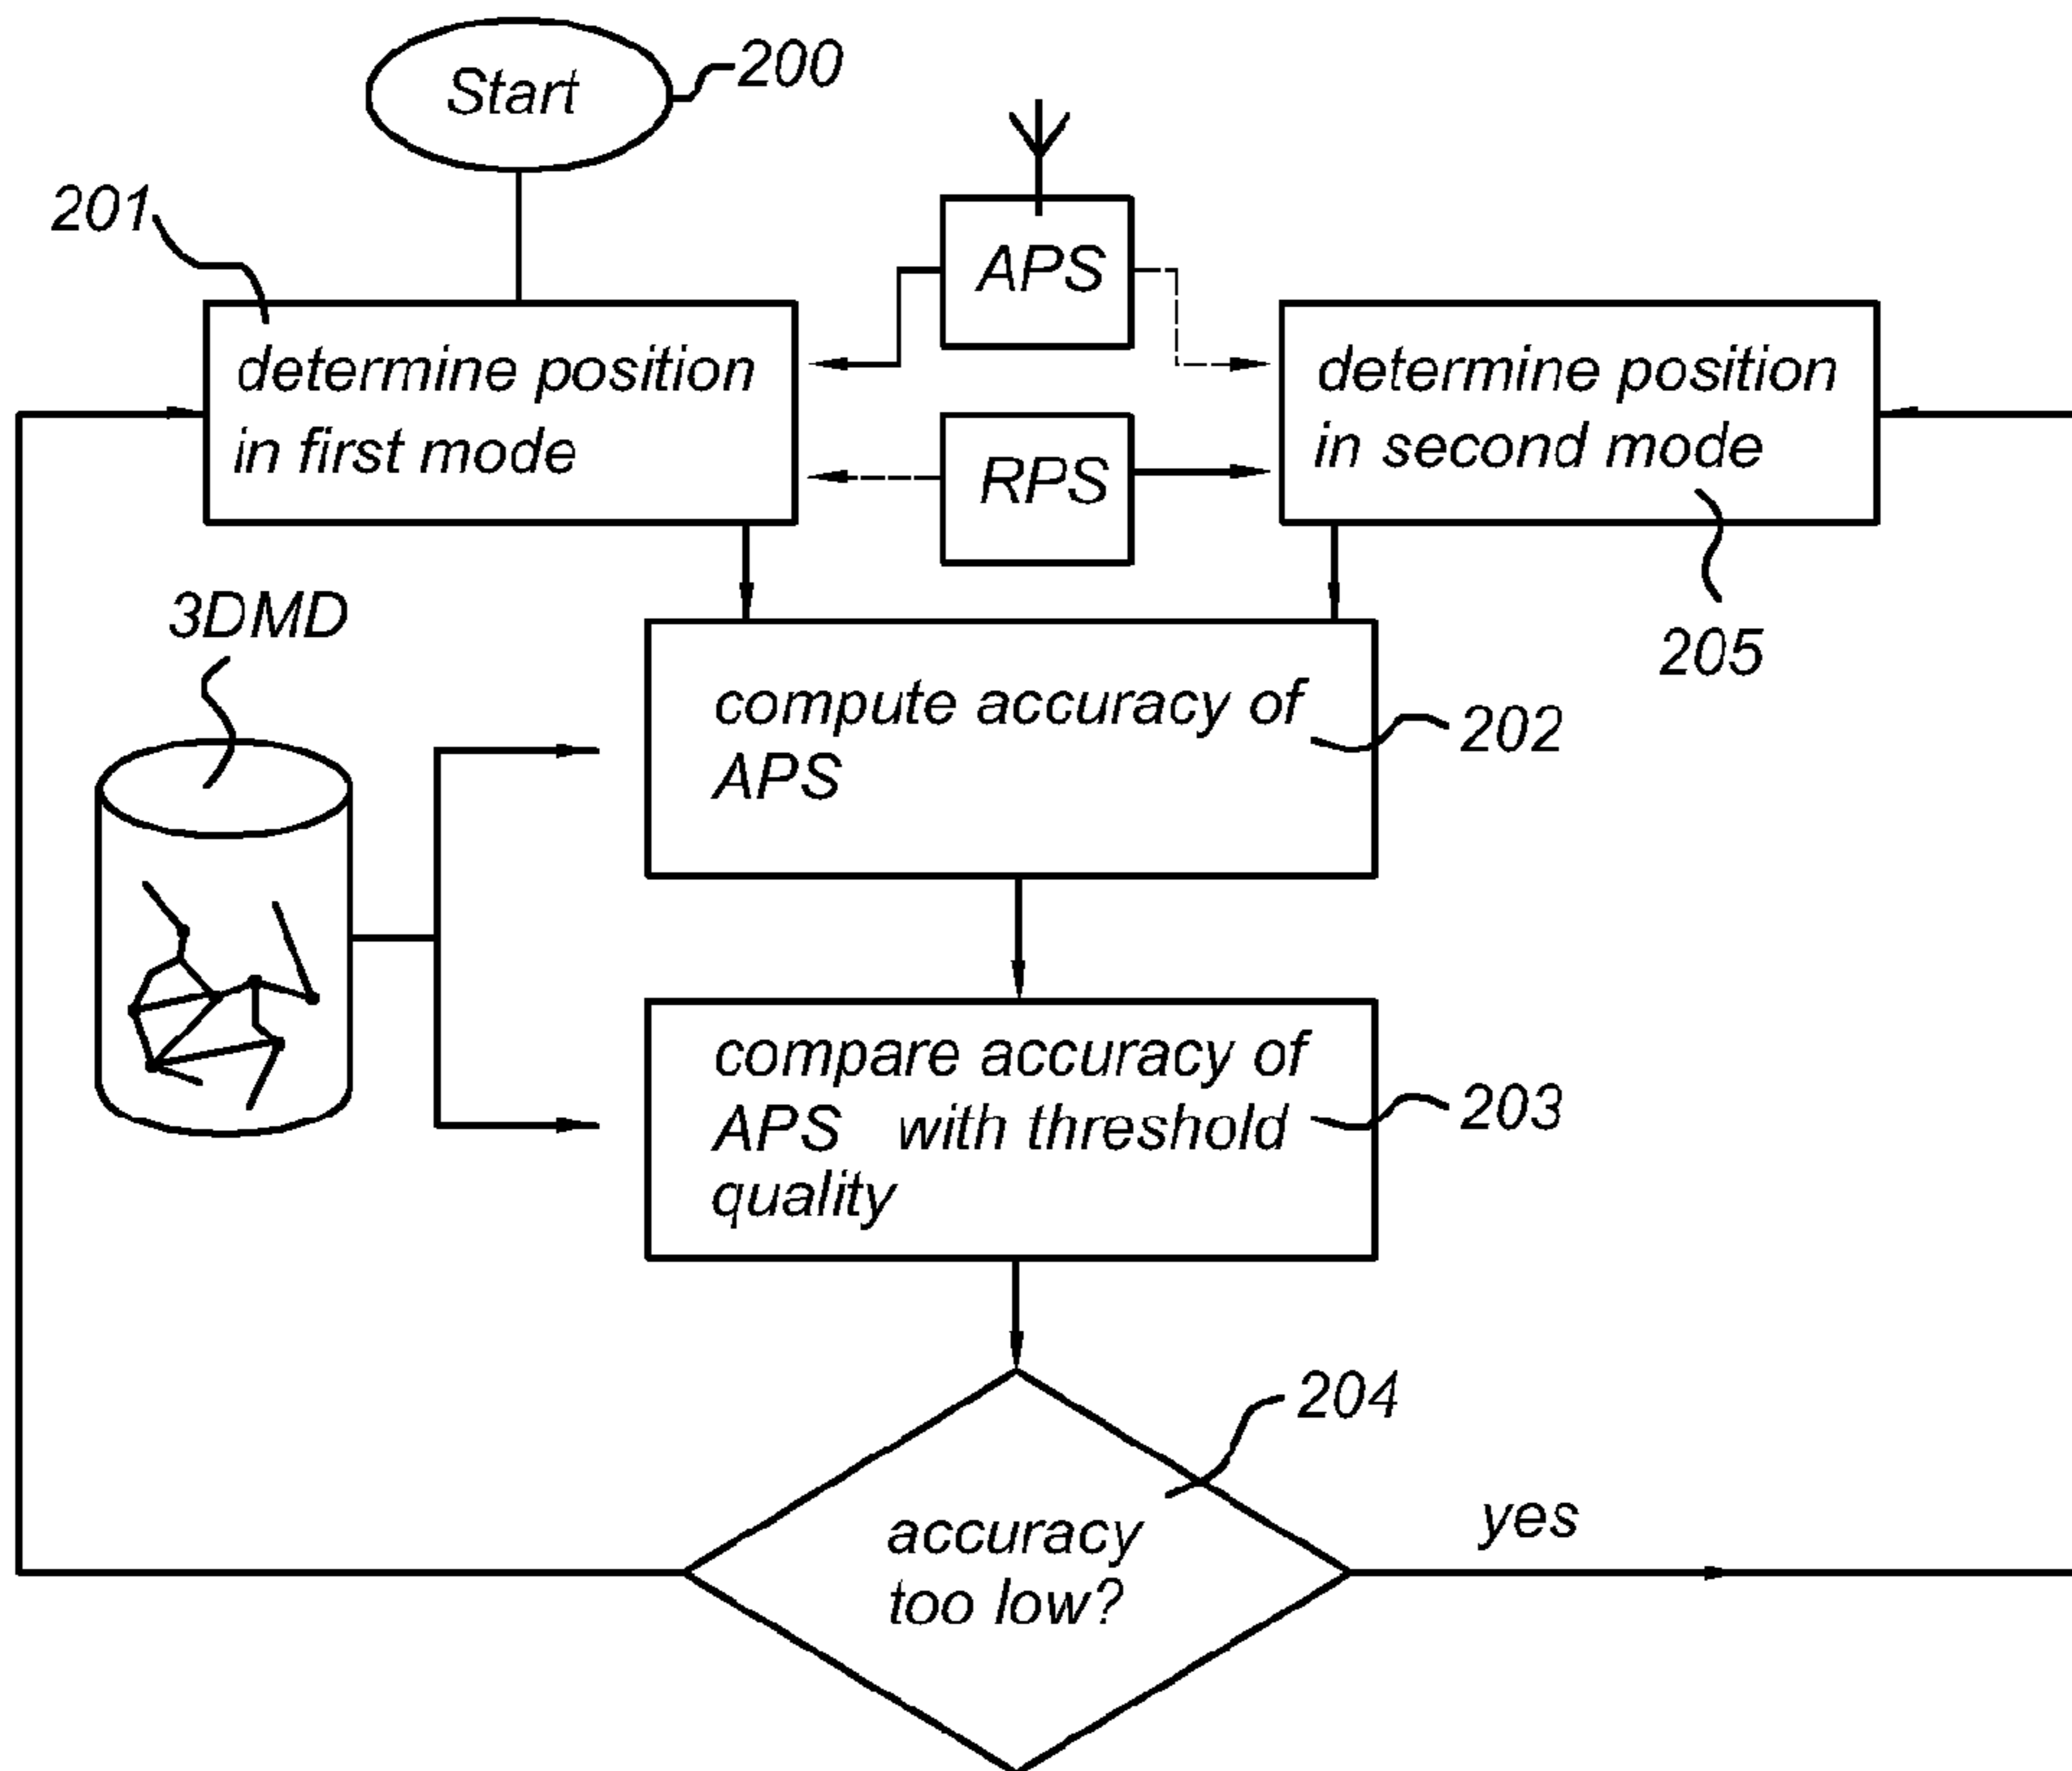 Start
200
201
APS
determine position
in first mode
RPS
determine position
in second mode
205
3DMD
compute accuracy of
APS
202
compare accuracy of
APS with threshold
quality
203
204
accuracy
too low?
yes